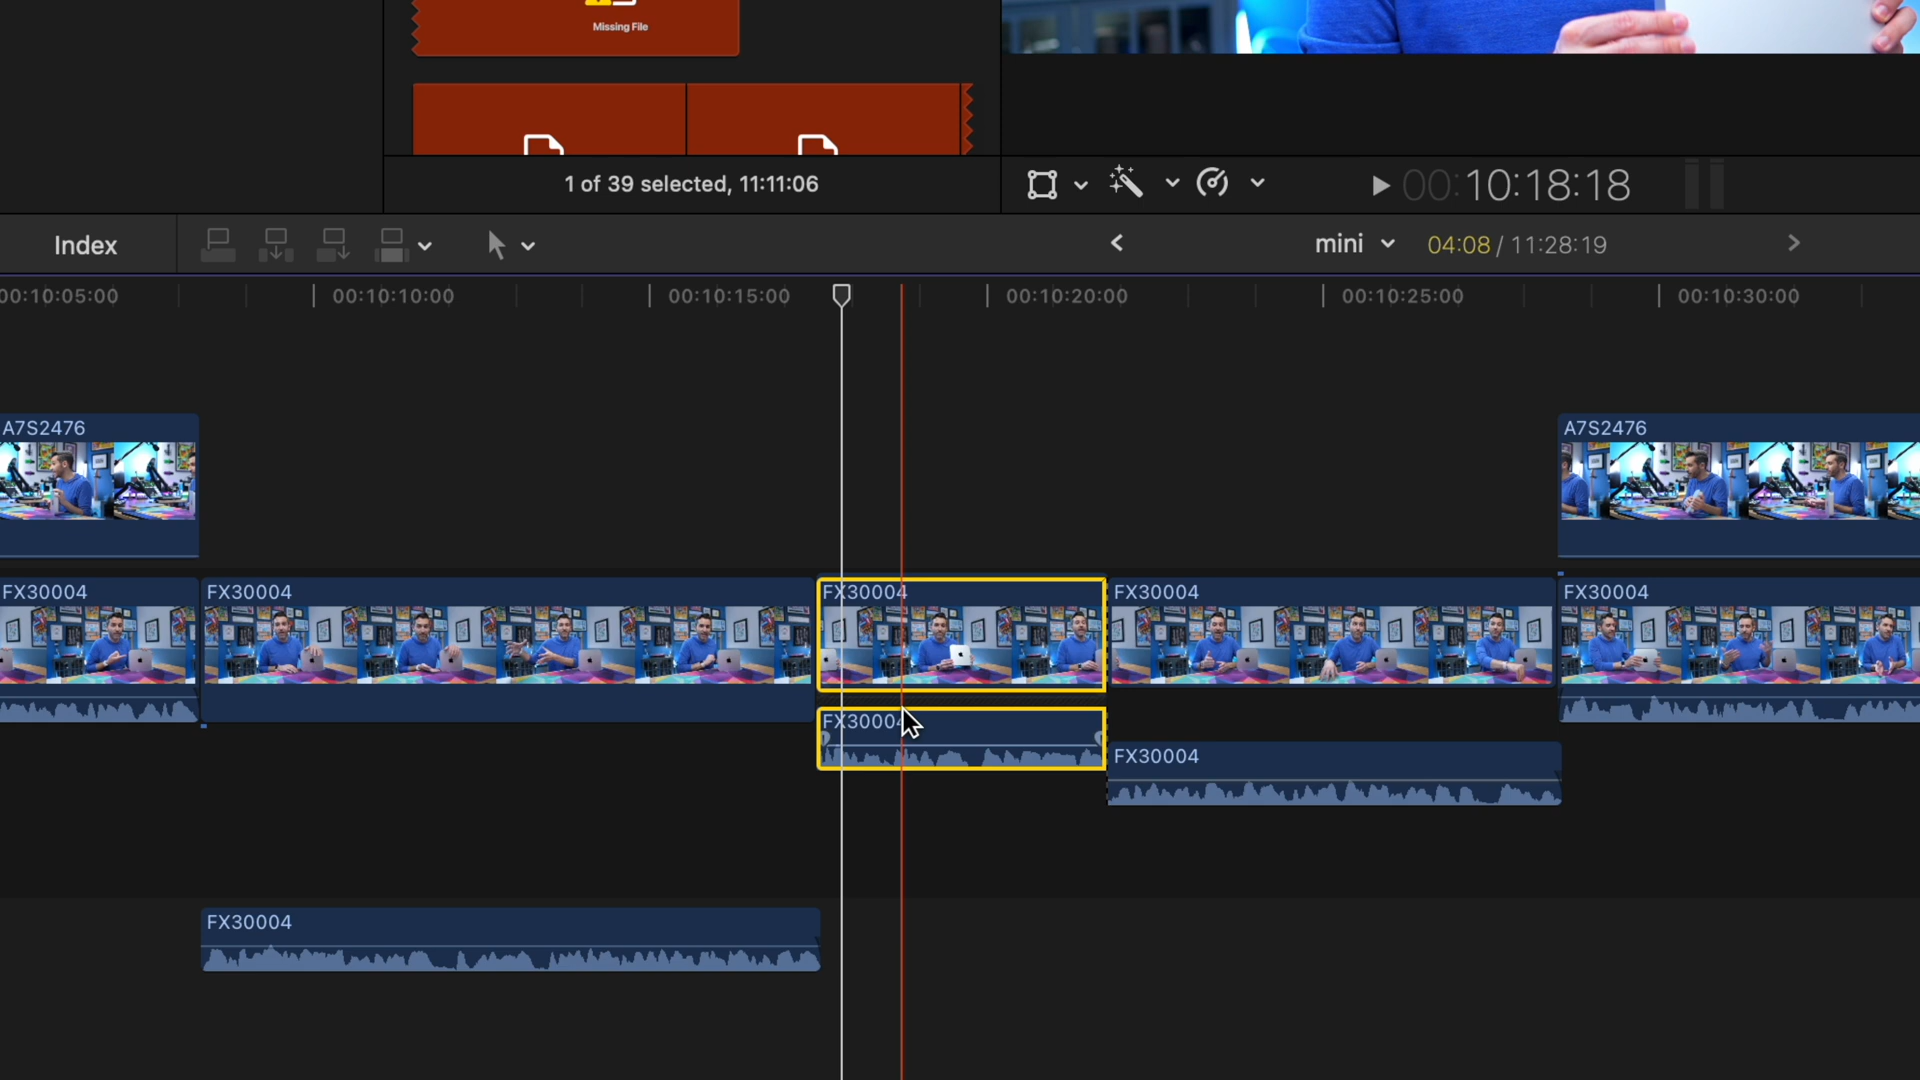 Missing File
1 of 39 selected, 11:11:06
00:10:18:18
Index
mini
04:08 / 11:28:19
00:10:05:00
00:10:10:00
00:10:15:00
00:10:20:00
00:10:25:00
00:10:30:00
A7S2476
A7S2476
FX30004
FX30004
FX30004
FX30004
FX30004
FX30004
FX30004
FX30004